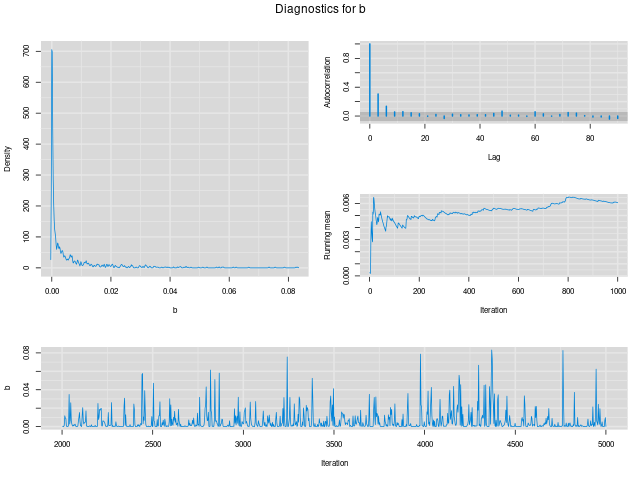 Diagnostics for b
Density
0 100 200 300 400 500 600 700
0.00 0.02 0.04 0.06 0.08
b
Autocorrelation
0.0 0.4 0.8
0 20 40 60 80
Lag
Running mean
0.000 0.003 0.006
0 200 400 600 800 1000
Iteration
b
0.00 0.04 0.08
2000 2500 3000 3500 4000 4500 5000
Iteration